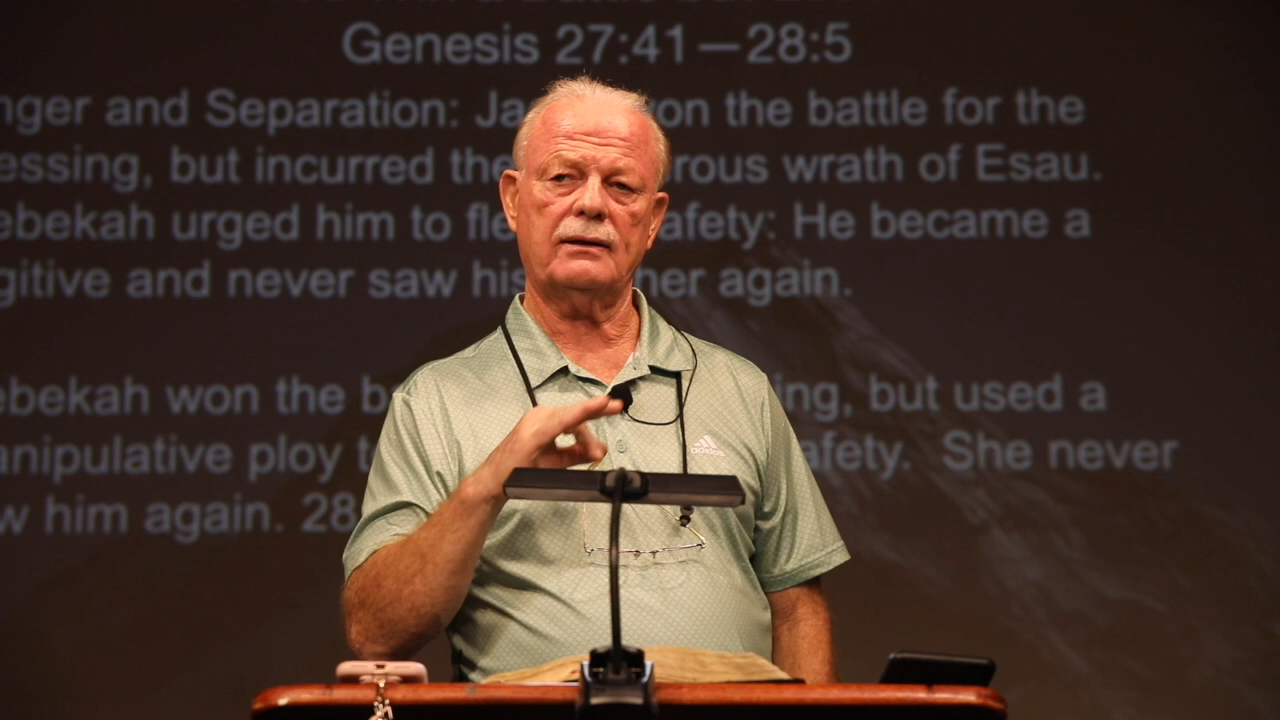 Genesis 27:41—28:5
nger and Separation: Ja on the battle for the
essing, but incurred the rous wrath of Esau.
ebekah urged him to fle afety: He became a
gitive and never saw his her again.
ebekah won the b ng, but used a
anipulative ploy t afety. She never
w him again. 28
adidas